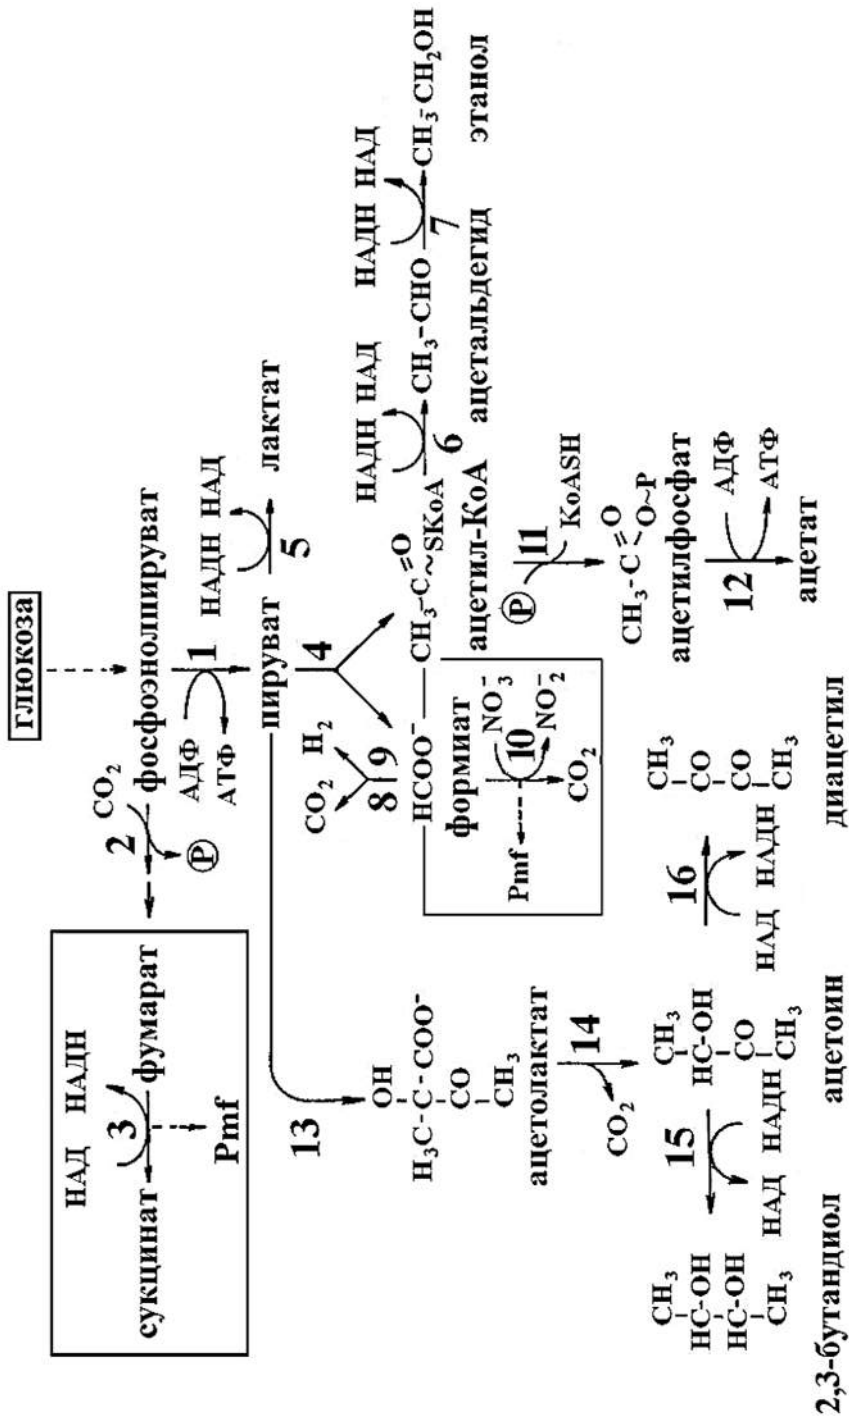 глюкоза
НАД НАДН
3
2
CO₂
сукцинат
фумарат
фосфоэнолпируват
P
АДФ
АТФ
1
НАДН НАД
Pmf
пируват
лактат
5
13
4
CO₂
H₂
8 9
НАДН НАД
НАДН НАД
OH
H₃C–C–C–COO⁻
CO
CH₃
ацетолактат
HCOO⁻
формиат
CH₃–C=O
~SKoA
ацетил-КоА
6
CH₃–CHO
ацетальдегид
7
CH₃–CH₂OH
этанол
Pmf
10
NO₃⁻
NO₂⁻
CO₂
P
11
KoASH
14
CO₂
CH₃–C=O
O~P
ацетилфосфат
12
АДФ
АТФ
ацетат
CH₃
HC–OH
HC–OH
CH₃
15
НАД НАДН
CH₃
HC–OH
CO
CH₃
16
НАД НАДН
CH₃
CO
CO
CH₃
2,3-бутандиол
ацетоин
диацетил